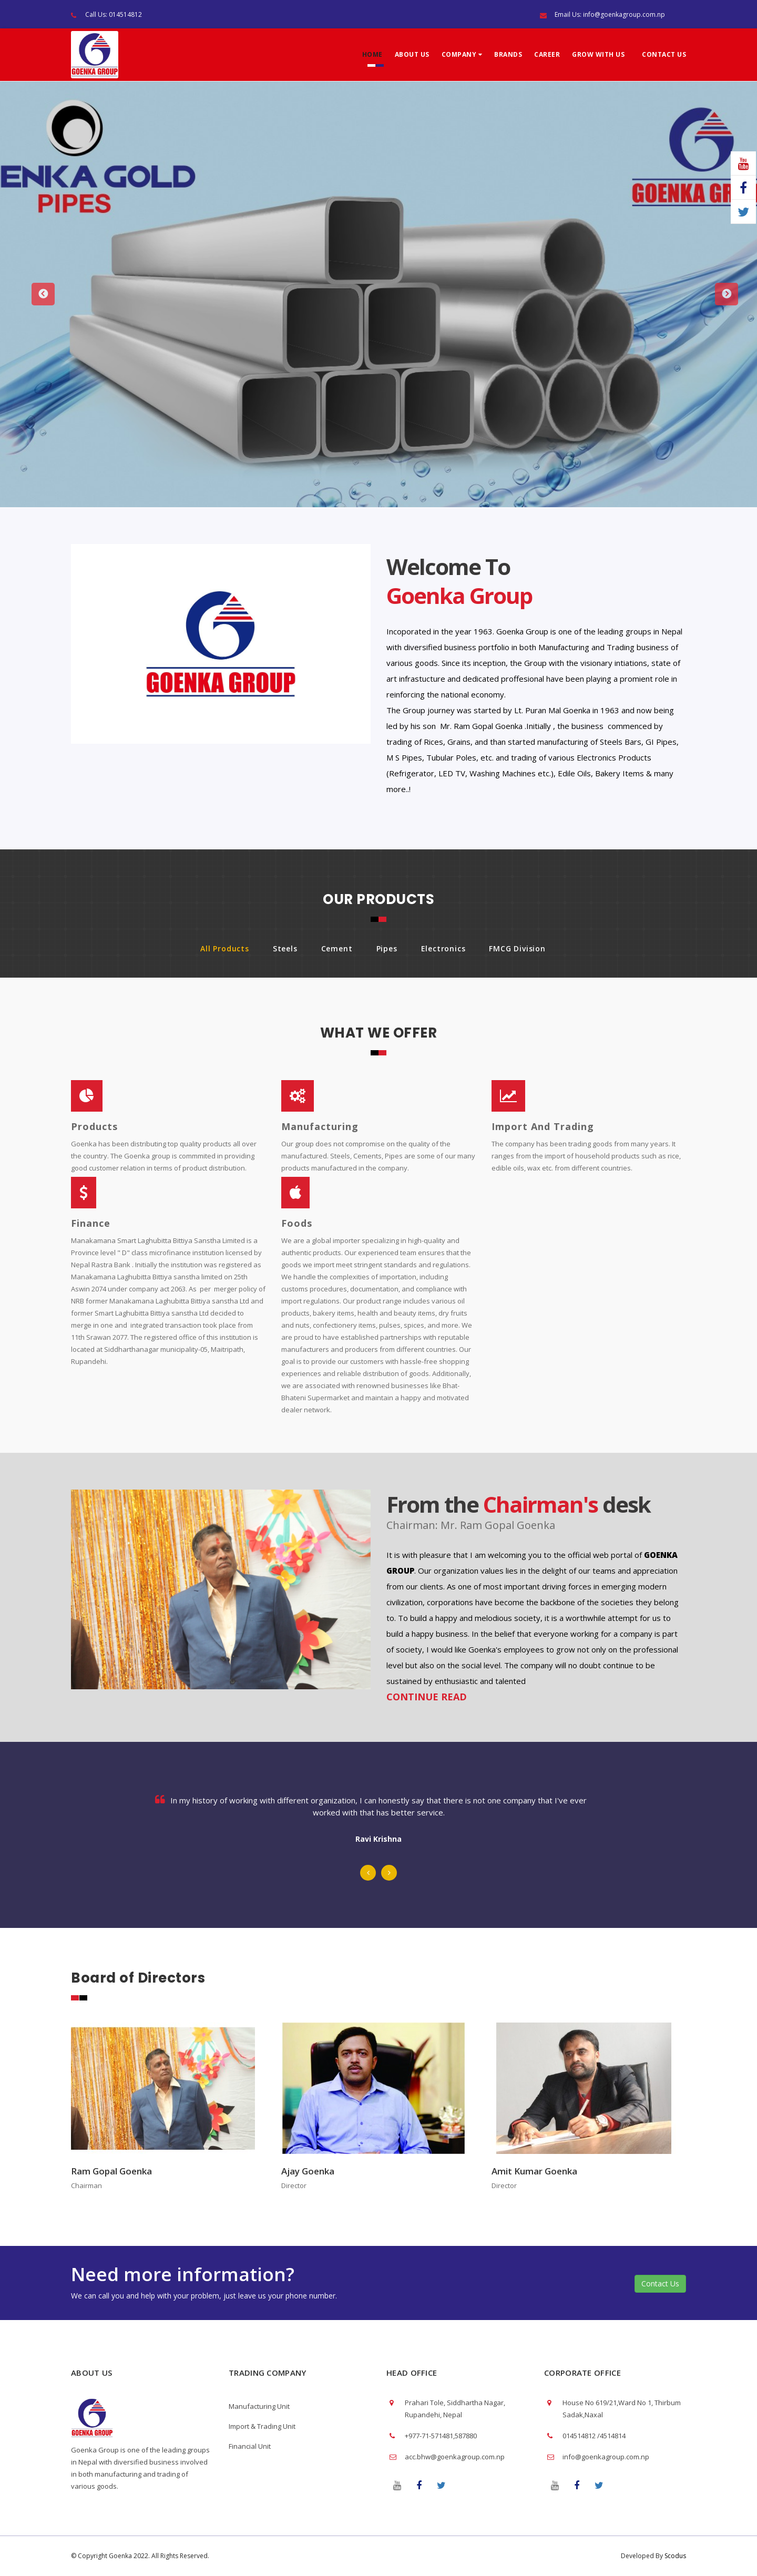 Call Us: 014514812
Email Us: info@goenkagroup.com.np
GOENKA GROUP
HOME
ABOUT US
COMPANY
BRANDS
CAREER
GROW WITH US
CONTACT US
ENKA GOLD
PIPES
GOENKA GR
You
Tube
GOENKA GROUP
Welcome To
Goenka Group
Incoporated in the year 1963. Goenka Group is one of the leading groups in Nepal
with diversified business portfolio in both Manufacturing and Trading business of
various goods. Since its inception, the Group with the visionary intiations, state of
art infrastucture and dedicated proffesional have been playing a promient role in
reinforcing the national economy.
The Group journey was started by Lt. Puran Mal Goenka in 1963 and now being
led by his son  Mr. Ram Gopal Goenka .Initially , the business  commenced by
trading of Rices, Grains, and than started manufacturing of Steels Bars, GI Pipes,
M S Pipes, Tubular Poles, etc. and trading of various Electronics Products
(Refrigerator, LED TV, Washing Machines etc.), Edile Oils, Bakery Items & many
more..!
OUR PRODUCTS
All Products
Steels
Cement
Pipes
Electronics
FMCG Division
WHAT WE OFFER
Products
Goenka has been distributing top quality products all over
the country. The Goenka group is commmited in providing
good customer relation in terms of product distribution.
Manufacturing
Our group does not compromise on the quality of the
manufactured. Steels, Cements, Pipes are some of our many
products manufactured in the company.
Import And Trading
The company has been trading goods from many years. It
ranges from the import of household products such as rice,
edible oils, wax etc. from different countries.
Finance
Manakamana Smart Laghubitta Bittiya Sanstha Limited is a
Province level " D" class microfinance institution licensed by
Nepal Rastra Bank . Initially the institution was registered as
Manakamana Laghubitta Bittiya sanstha limited on 25th
Aswin 2074 under company act 2063. As  per  merger policy of
NRB former Manakamana Laghubitta Bittiya sanstha Ltd and
former Smart Laghubitta Bittiya sanstha Ltd decided to
merge in one and  integrated transaction took place from
11th Srawan 2077. The registered office of this institution is
located at Siddharthanagar municipality-05, Maitripath,
Rupandehi.
Foods
We are a global importer specializing in high-quality and
authentic products. Our experienced team ensures that the
goods we import meet stringent standards and regulations.
We handle the complexities of importation, including
customs procedures, documentation, and compliance with
import regulations. Our product range includes various oil
products, bakery items, health and beauty items, dry fruits
and nuts, confectionery items, pulses, spices, and more. We
are proud to have established partnerships with reputable
manufacturers and producers from different countries. Our
goal is to provide our customers with hassle-free shopping
experiences and reliable distribution of goods. Additionally,
we are associated with renowned businesses like Bhat-
Bhateni Supermarket and maintain a happy and motivated
dealer network.
From the Chairman's desk
Chairman: Mr. Ram Gopal Goenka
It is with pleasure that I am welcoming you to the official web portal of GOENKA
GROUP. Our organization values lies in the delight of our teams and appreciation
from our clients. As one of most important driving forces in emerging modern
civilization, corporations have become the backbone of the societies they belong
to. To build a happy and melodious society, it is a worthwhile attempt for us to
build a happy business. In the belief that everyone working for a company is part
of society, I would like Goenka's employees to grow not only on the professional
level but also on the social level. The company will no doubt continue to be
sustained by enthusiastic and talented
CONTINUE READ
In my history of working with different organization, I can honestly say that there is not one company that I've ever
worked with that has better service.
Ravi Krishna
Board of Directors
Ram Gopal Goenka
Chairman
Ajay Goenka
Director
Amit Kumar Goenka
Director
Need more information?
We can call you and help with your problem, just leave us your phone number.
Contact Us
ABOUT US
GOENKA GROUP
Goenka Group is one of the leading groups
in Nepal with diversified business involved
in both manufacturing and trading of
various goods.
TRADING COMPANY
Manufacturing Unit
Import & Trading Unit
Financial Unit
HEAD OFFICE
Prahari Tole, Siddhartha Nagar,
Rupandehi, Nepal
+977-71-571481,587880
acc.bhw@goenkagroup.com.np
CORPORATE OFFICE
House No 619/21,Ward No 1, Thirbum
Sadak,Naxal
014514812 /4514814
info@goenkagroup.com.np
© Copyright Goenka 2022. All Rights Reserved.
Developed By Scodus